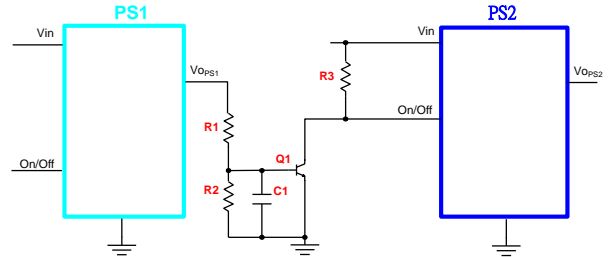 PS1
PS2
Vin
Vin
VoPS1
VoPS2
R3
R1
On/Off
Q1
On/Off
R2
C1